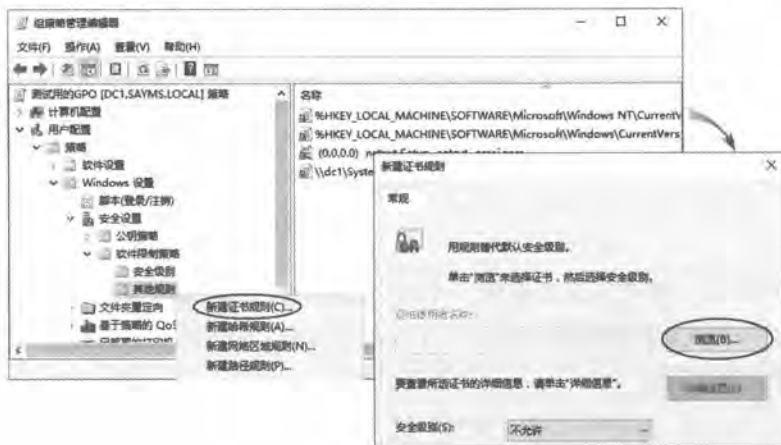 组策略管理编辑器
文件(F) 操作(A) 查看(V) 帮助(H)
测试用的GPO [DC1.SAYMS.LOCAL] 策略
计算机配置
用户配置
策略
软件设置
Windows 设置
脚本(登录/注销)
安全设置
公钥策略
软件限制策略
安全级别
其他规则
文件夹重定向
基于策略的 QoS
名称
%HKEY_LOCAL_MACHINE\SOFTWARE\Microsoft\Windows NT\CurrentV
%HKEY_LOCAL_MACHINE\SOFTWARE\Microsoft\Windows\CurrentVers
(0.0.0.0)
\\dc1\Syste
新建证书规则(C)...
新建哈希规则(A)...
新建网络区域规则(N)...
新建路径规则(P)...
新建证书规则
常规
用规则替代默认安全级别。
单击"浏览"来选择证书，然后选择安全级别。
浏览(B)...
要查看所选证书的详细信息，请单击"详细信息"。
安全级别(S):
不允许